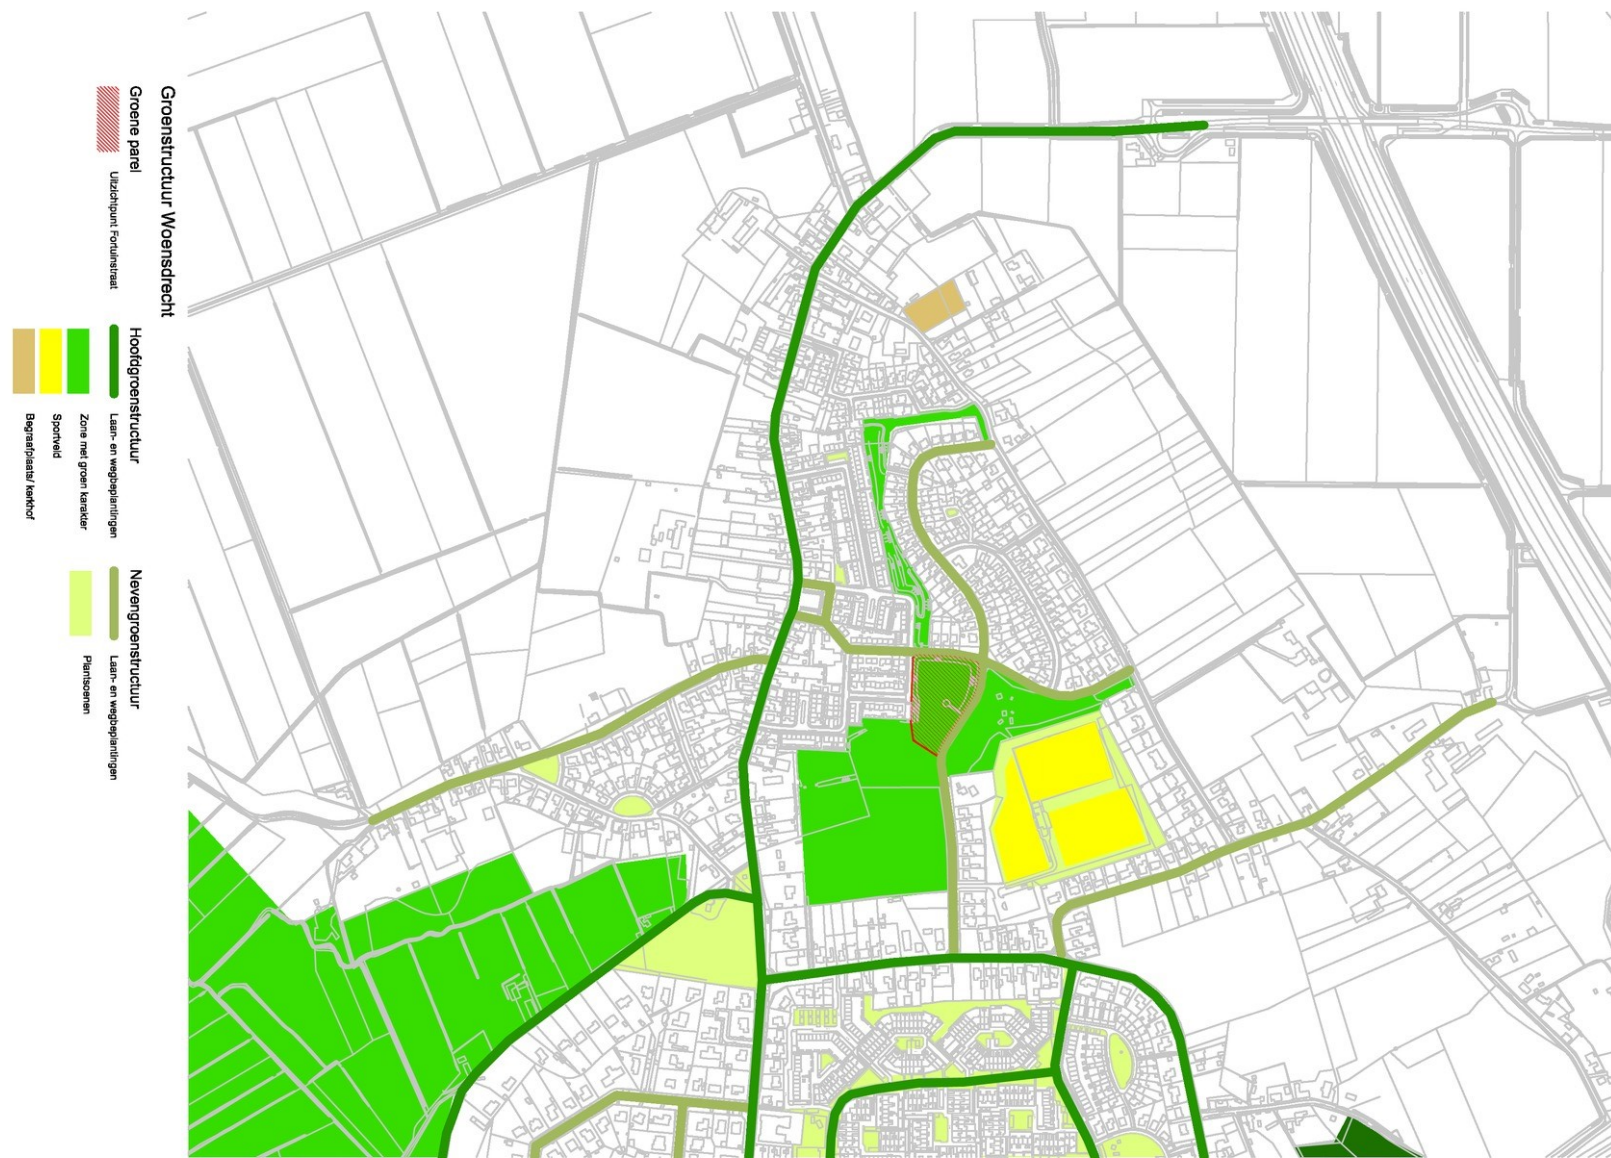 Groenstructuur Woensdrecht
Groene parel
Uitzichtpunt Fortuinstraat
Hoofdgroenstructuur
Laan- en wegbeplantingen
Zone met groen karakter
Sportveld
Begraafplaats/ kerkhof
Nevengroenstructuur
Laan- en wegbeplantingen
Plantsoenen